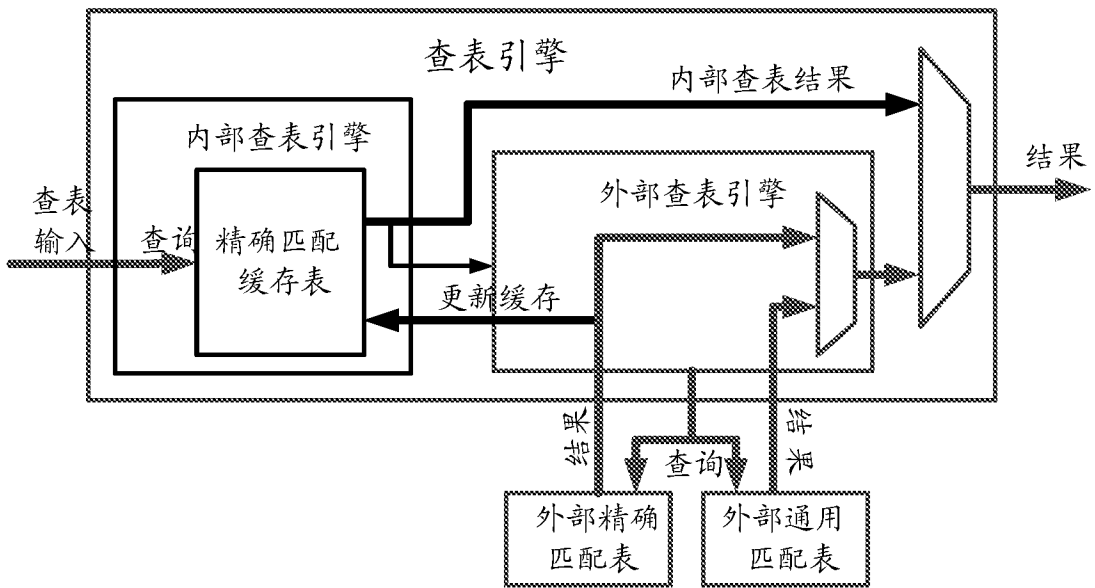 查表引擎
内部查表结果
内部查表引擎
结果
外部查表引擎
查表
输入
查询
精确匹配
缓存表
更新缓存
结果
结果
查询
外部精确
匹配表
外部通用
匹配表